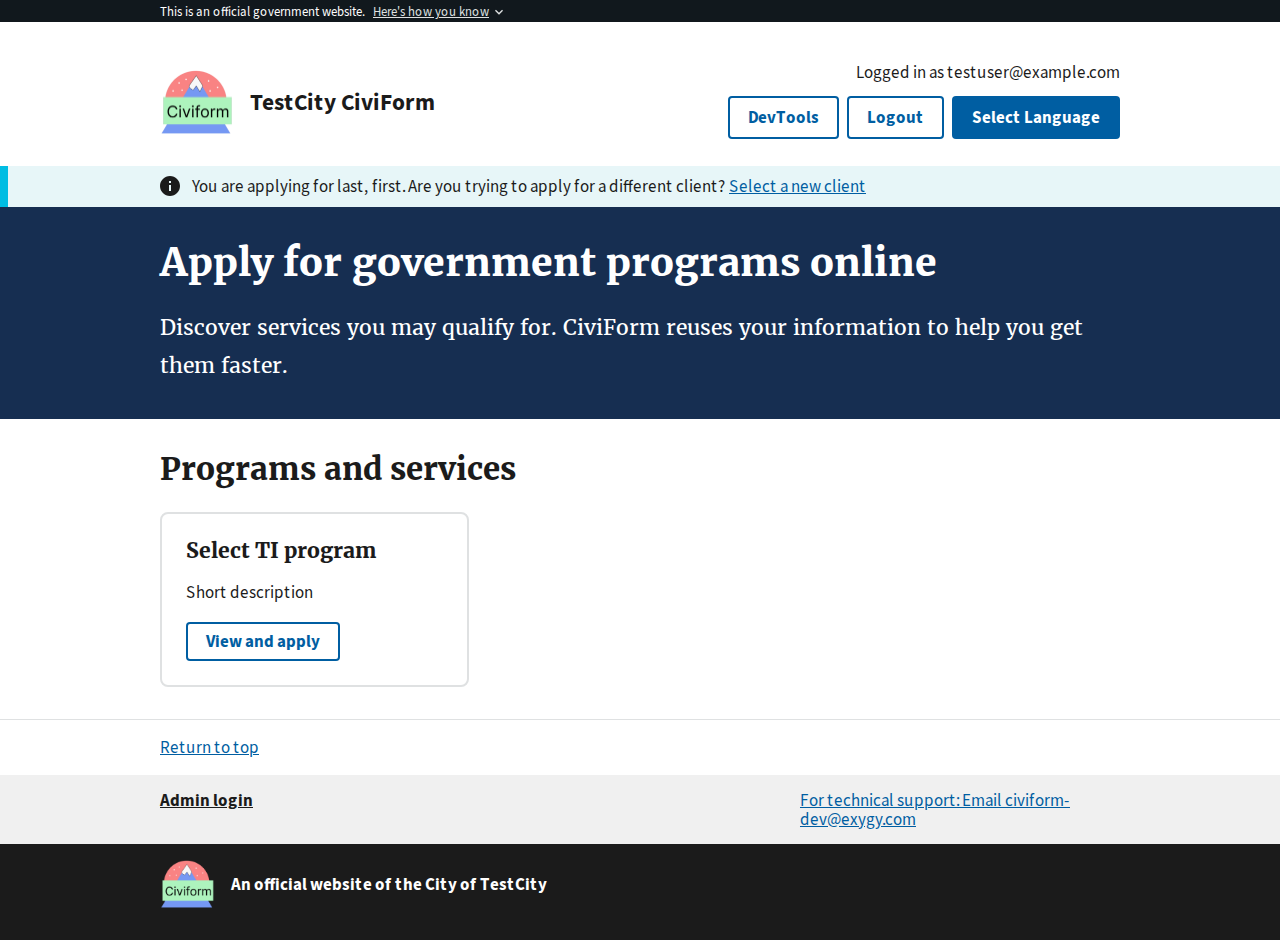 This is an official government website. Here's how you know
Civiform
TestCity CiviForm
Logged in as testuser@example.com
DevTools
Logout
Select Language
You are applying for last, first. Are you trying to apply for a different client? Select a new client
Apply for government programs online
Discover services you may qualify for. CiviForm reuses your information to help you get
them faster.
Programs and services
Select TI program
Short description
View and apply
Return to top
Admin login
For technical support: Email civiform-
dev@exygy.com
Civiform
An official website of the City of TestCity